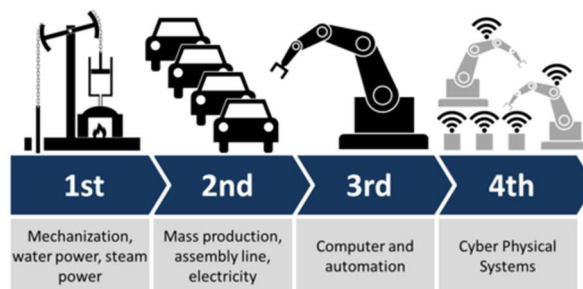 1st
2nd
3rd
4th
Mechanization,
water power, steam
power
Mass production,
assembly line,
electricity
Computer and
automation
Cyber Physical
Systems